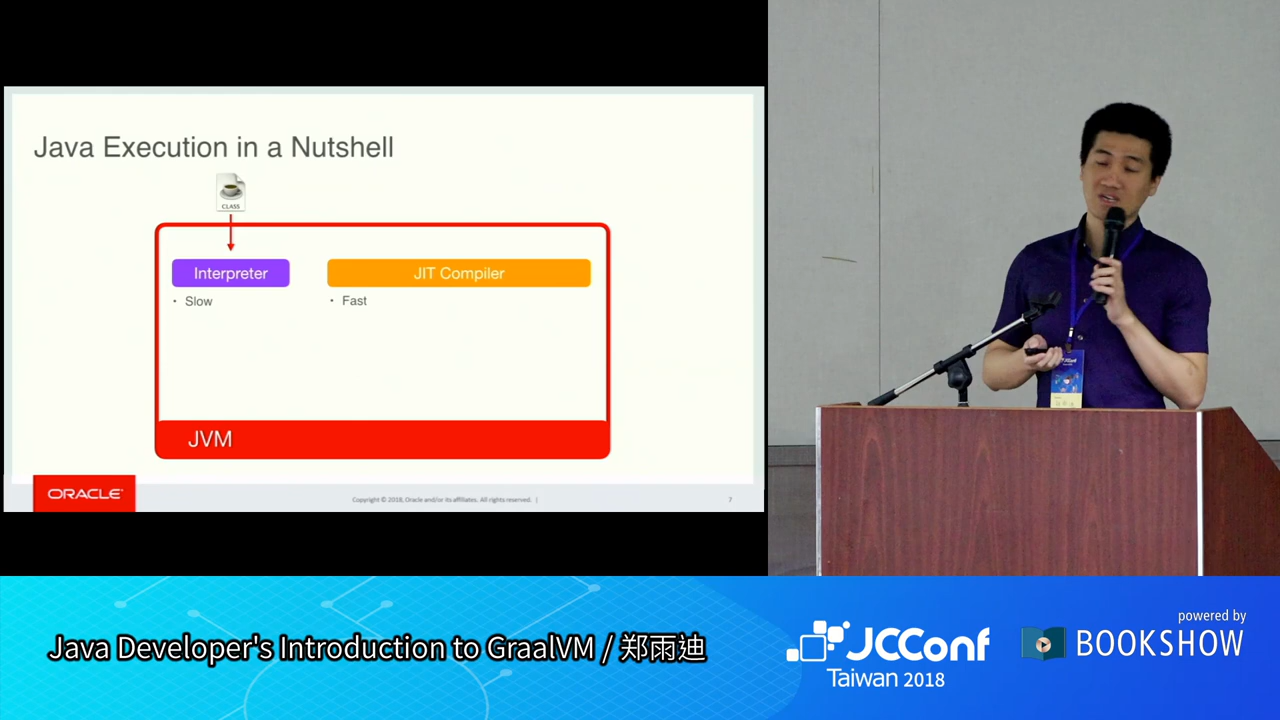 Java Execution in a Nutshell
CLASS
Interpreter
JIT Compiler
• Slow
• Fast
JVM
ORACLE
Copyright © 2018, Oracle and/or its affiliates. All rights reserved. |
7
JCConf
Java Developer's Introduction to GraalVM / 郑雨迪
JCConf
Taiwan 2018
powered by
BOOKSHOW